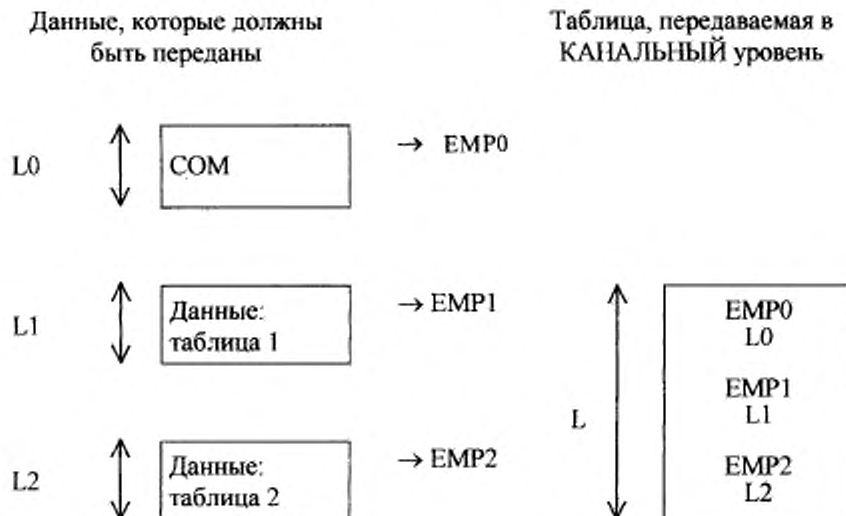 Данные, которые должны
быть переданы
Таблица, передаваемая в
КАНАЛЬНЫЙ уровень
L0
COM
→ EMP0
L1
Данные:
таблица 1
→ EMP1
L2
Данные:
таблица 2
→ EMP2
L
EMP0
L0
EMP1
L1
EMP2
L2